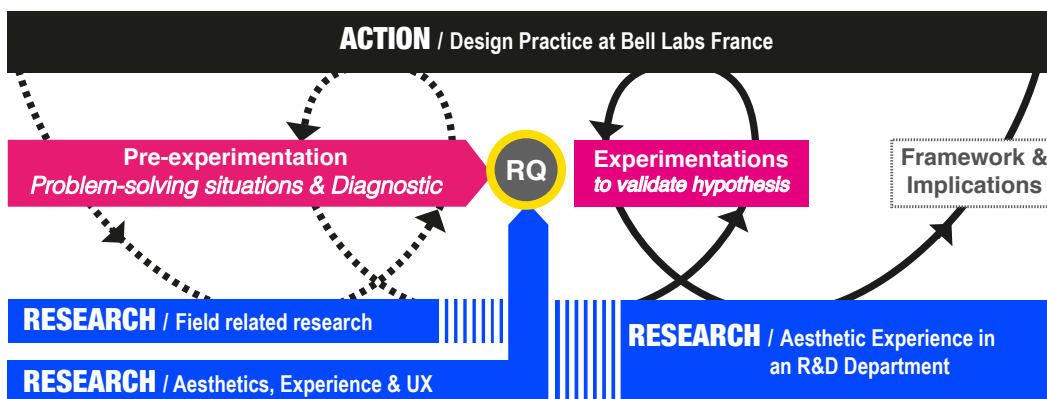 ACTION / Design Practice at Bell Labs France
Pre-experimentation
Problem-solving situations & Diagnostic
RQ
Experimentations
to validate hypothesis
Framework &
Implications
RESEARCH / Field related research
RESEARCH / Aesthetic Experience in
an R&D Department
RESEARCH / Aesthetics, Experience & UX